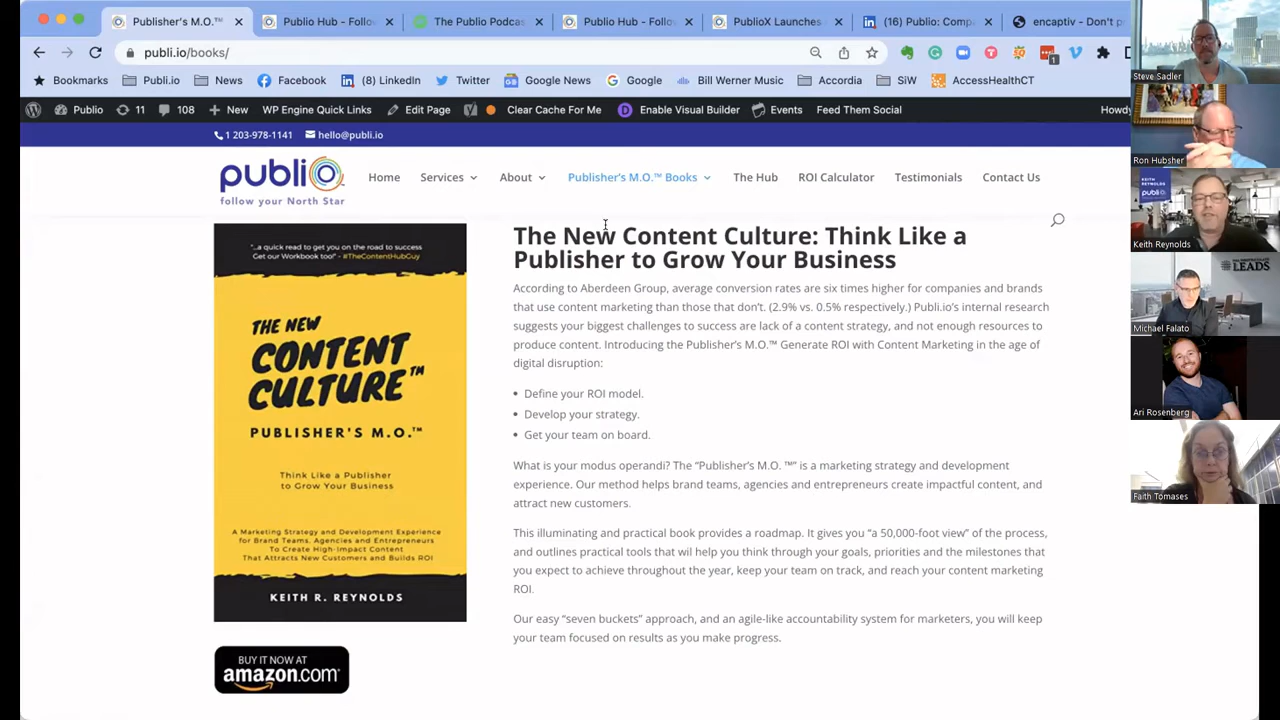 Publisher's M.O.™
Publio Hub - Follow
The Publio Podcas
Publio Hub - Follow
PublioX Launches
(16) Publio: Comp
encaptiv - Don't p
publi.io/books/
Bookmarks
Publi.io
News
Facebook
(8) LinkedIn
Twitter
Google News
Google
Bill Werner Music
Accordia
SiW
AccessHealthCT
Publio
11
108
New
WP Engine Quick Links
Edit Page
Clear Cache For Me
Enable Visual Builder
Events
Feed Them Social
Howdy
1 203-978-1141
hello@publi.io
publiO
follow your North Star
Home
Services
About
Publisher's M.O.™ Books
The Hub
ROI Calculator
Testimonials
Contact Us
"...a quick read to get you on the road to success
Get our Workbook too!" - #TheContentHubGuy
THE NEW
CONTENT
CULTURE™
PUBLISHER'S M.O.™
Think Like a Publisher
to Grow Your Business
A Marketing Strategy and Development Experience
for Brand Teams, Agencies and Entrepreneurs
To Create High-Impact Content
That Attracts New Customers and Builds ROI
KEITH R. REYNOLDS
BUY IT NOW AT
amazon.com
The New Content Culture: Think Like a
Publisher to Grow Your Business
According to Aberdeen Group, average conversion rates are six times higher for companies and brands
that use content marketing than those that don't. (2.9% vs. 0.5% respectively.) Publi.io's internal research
suggests your biggest challenges to success are lack of a content strategy, and not enough resources to
produce content. Introducing the Publisher's M.O.™ Generate ROI with Content Marketing in the age of
digital disruption:
Define your ROI model.
Develop your strategy.
Get your team on board.
What is your modus operandi? The "Publisher's M.O. ™" is a marketing strategy and development
experience. Our method helps brand teams, agencies and entrepreneurs create impactful content, and
attract new customers.
This illuminating and practical book provides a roadmap. It gives you "a 50,000-foot view" of the process,
and outlines practical tools that wil help you think through your goals, priorities and the milestones that
you expect to achieve throughout the year, keep your team on track, and reach your content marketing
ROI.
Our easy "seven buckets" approach, and an agile-like accountability system for marketers, you will keep
your team focused on results as you make progress.
Steve Sadler
Ron Hubsher
KEITH
REYNOLDS
Keith Reynolds
LEADS
Michael Falato
Ari Rosenberg
Faith Tomases